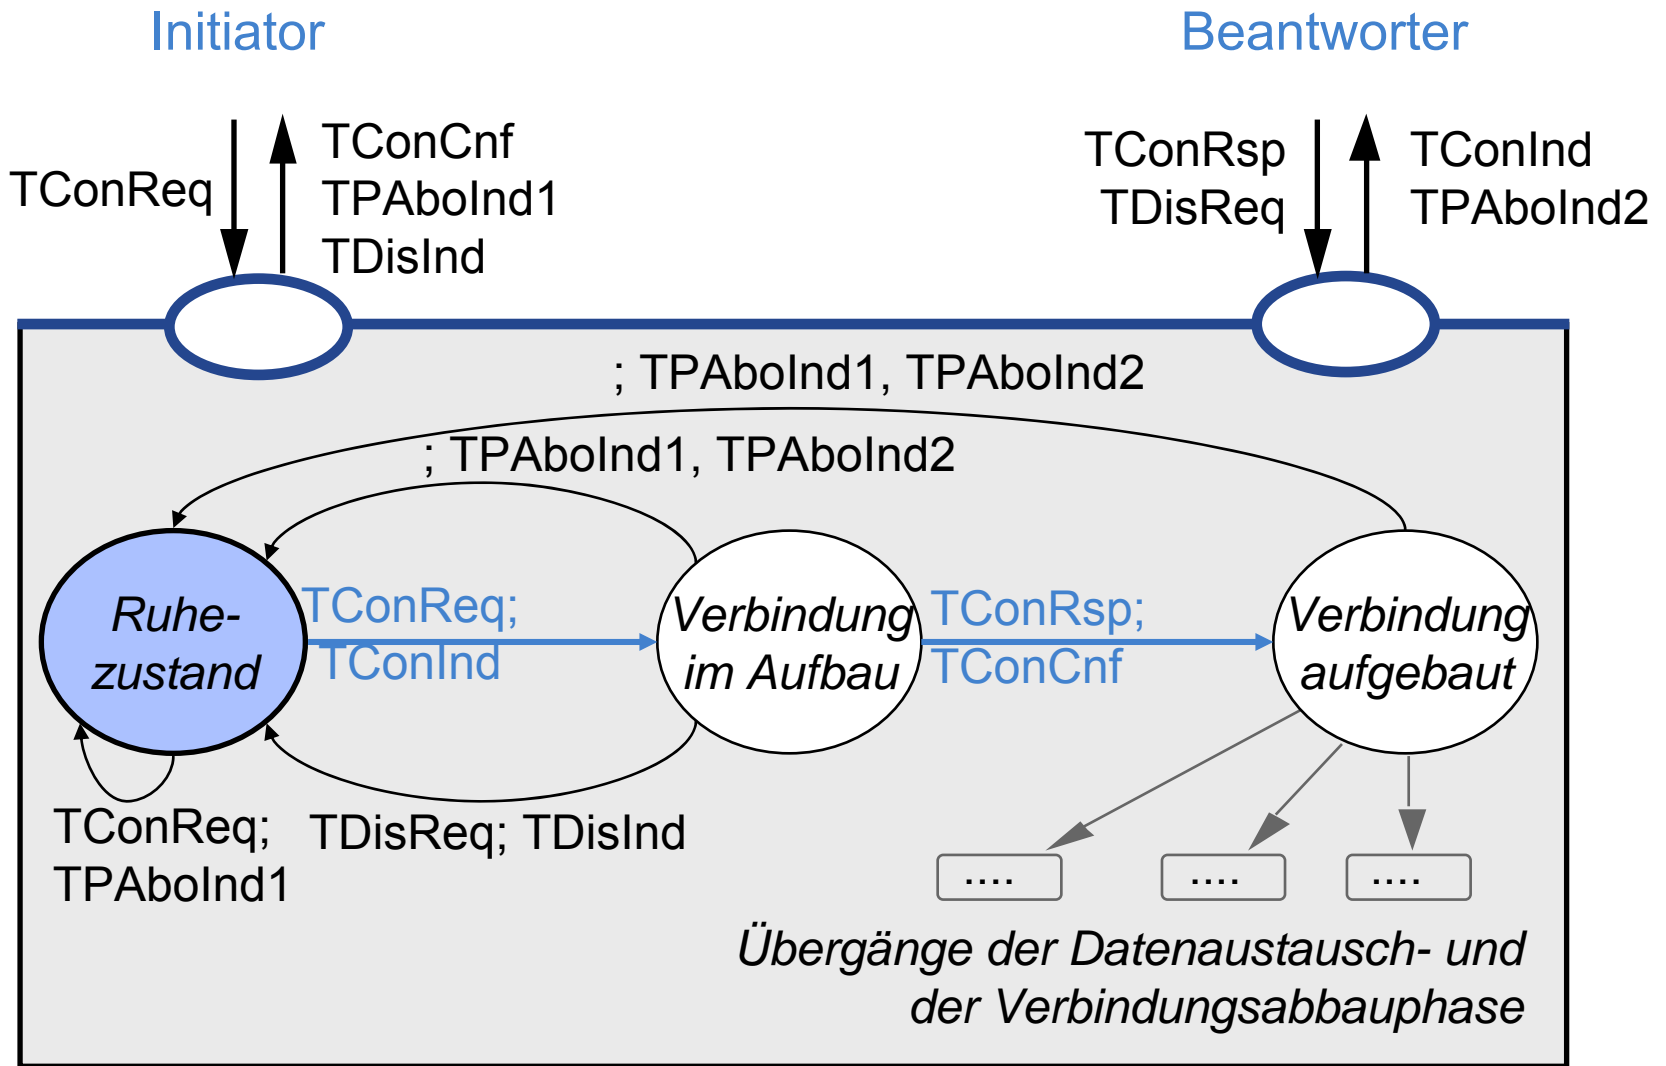 Initiator
Beantworter
TConReq
TConCnf
TPAboInd1
TDisInd
TConRsp
TDisReq
TConInd
TPAboInd2
; TPAboInd1, TPAboInd2
; TPAboInd1, TPAboInd2
Ruhe-
zustand
TConReq;
TConInd
Verbindung
im Aufbau
TConRsp;
TConCnf
Verbindung
aufgebaut
TConReq;
TPAboInd1
TDisReq; TDisInd
....
....
....
Übergänge der Datenaustausch- und
der Verbindungsabbauphase